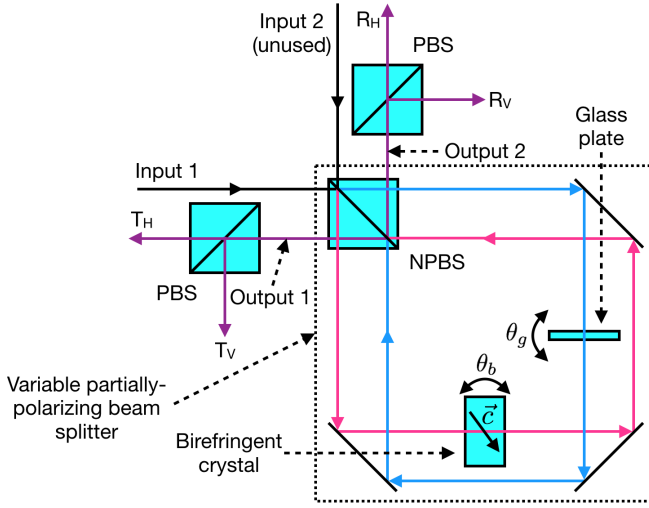 Input 2
(unused)
R_H
PBS
R_V
Glass
plate
Input 1
Output 2
T_H
PBS
Output 1
NPBS
T_V
θ_g
Variable partially-
polarizing beam
splitter
θ_b
c⃗
Birefringent
crystal